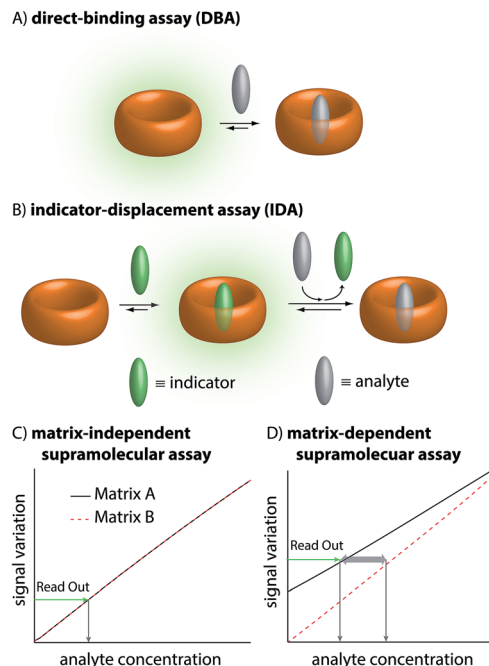 A) direct-binding assay (DBA)
B) indicator-displacement assay (IDA)
≡ indicator
≡ analyte
C) matrix-independent
supramolecular assay
signal variation
Matrix A
Matrix B
Read Out
analyte concentration
D) matrix-dependent
supramolecuar assay
signal variation
Read Out
analyte concentration